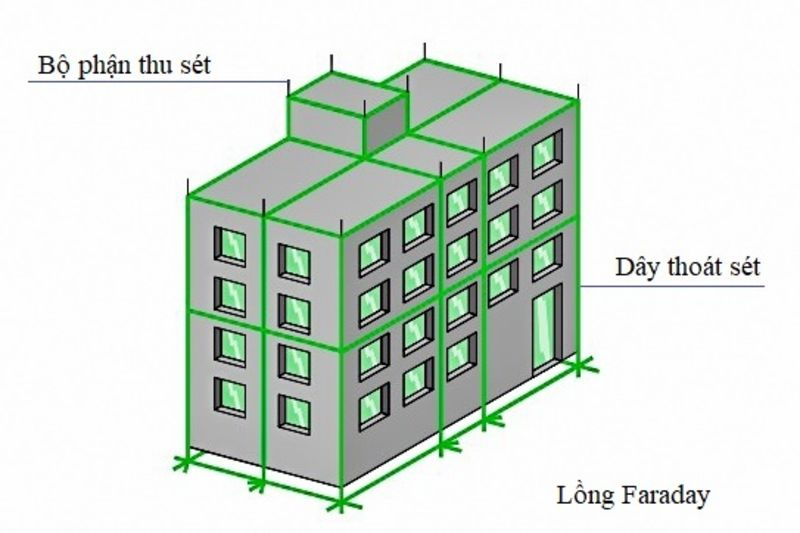 Bộ phận thu sét
Dây thoát sét
Lồng Faraday